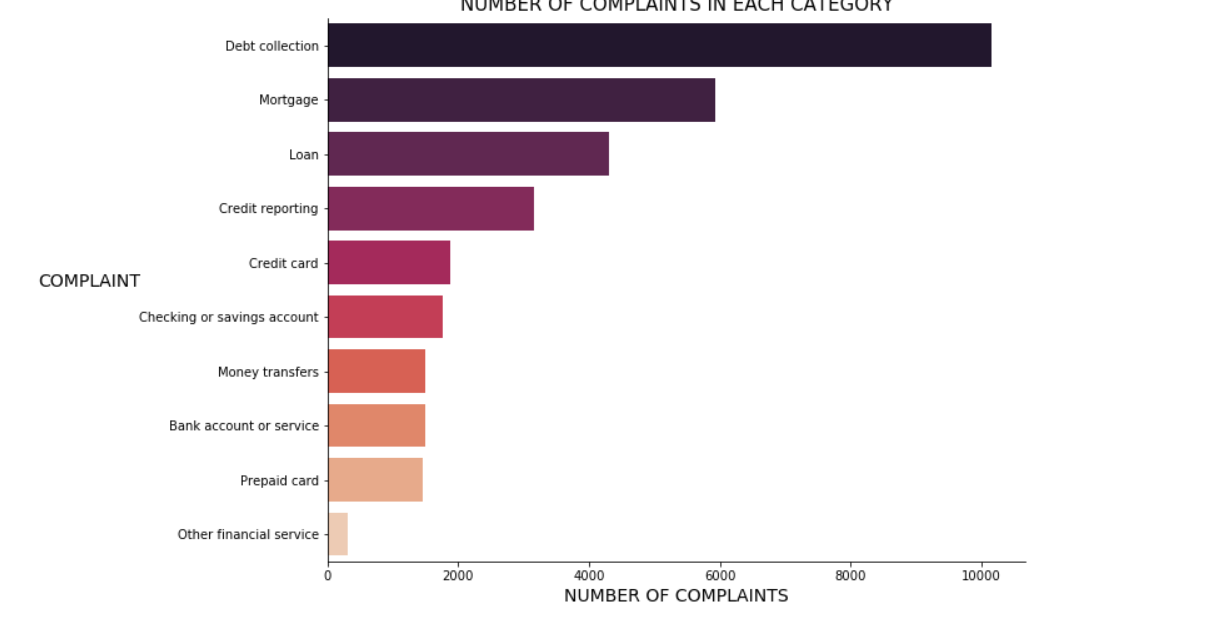 NUMBER OF COMPLAINTS IN EACH CATEGORY
Debt collection
Mortgage
Loan
Credit reporting
Credit card
COMPLAINT
Checking or savings account
Money transfers
Bank account or service
Prepaid card
Other financial service
0 2000 4000 6000 8000 10000
NUMBER OF COMPLAINTS